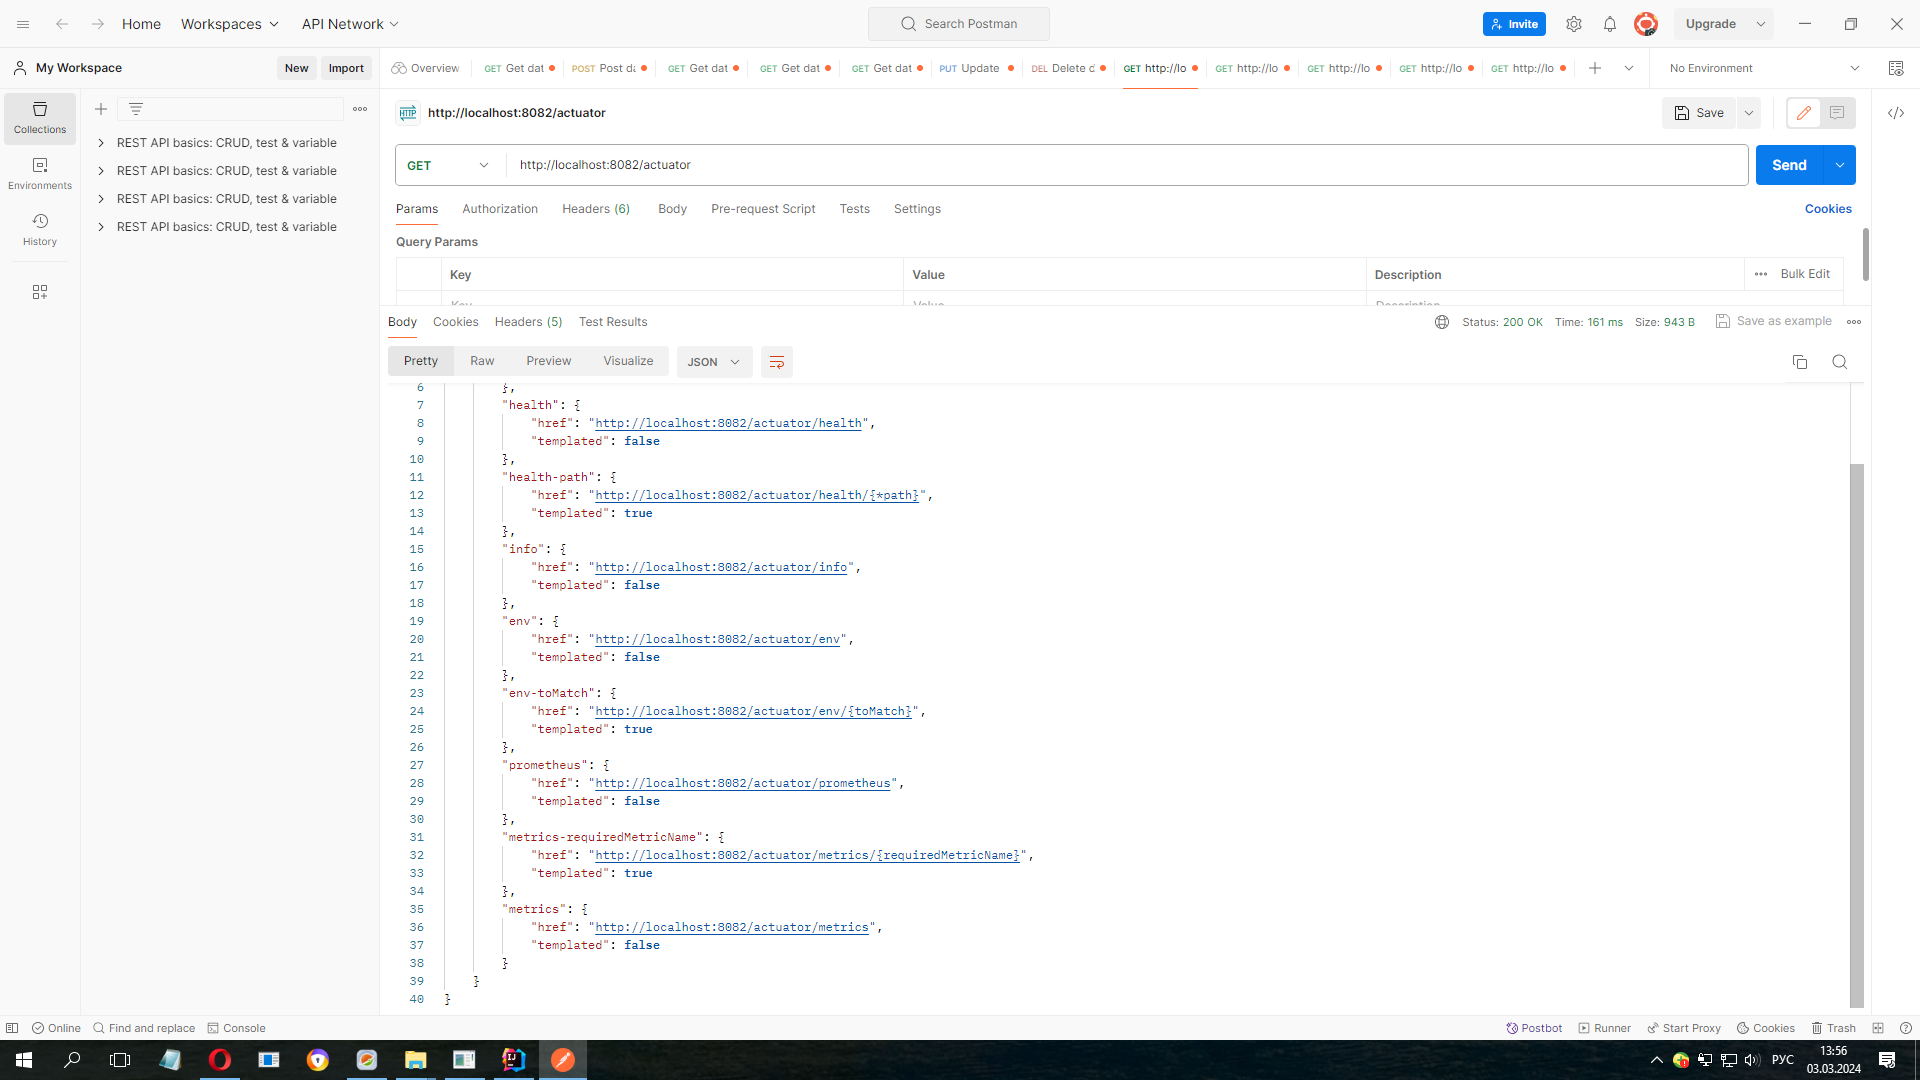 Home Workspaces API Network Search Postman Invite Upgrade
My Workspace New Import Overview GET Get dat POST Post da GET Get dat GET Get dat GET Get dat PUT Update DEL Delete d GET http://lo GET http://lo GET http://lo GET http://lo GET http://lo No Environment
Collections
Environments
History
REST API basics: CRUD, test & variable
REST API basics: CRUD, test & variable
REST API basics: CRUD, test & variable
REST API basics: CRUD, test & variable
HTTP http://localhost:8082/actuator Save
GET http://localhost:8082/actuator Send
Params Authorization Headers (6) Body Pre-request Script Tests Settings Cookies
Query Params
Key Value Description Bulk Edit
Key Value Description
Body Cookies Headers (5) Test Results Status: 200 OK Time: 161 ms Size: 943 B Save as example
Pretty Raw Preview Visualize JSON
6 },
7 "health": {
8 "href": "http://localhost:8082/actuator/health",
9 "templated": false
10 },
11 "health-path": {
12 "href": "http://localhost:8082/actuator/health/{*path}",
13 "templated": true
14 },
15 "info": {
16 "href": "http://localhost:8082/actuator/info",
17 "templated": false
18 },
19 "env": {
20 "href": "http://localhost:8082/actuator/env",
21 "templated": false
22 },
23 "env-toMatch": {
24 "href": "http://localhost:8082/actuator/env/{toMatch}",
25 "templated": true
26 },
27 "prometheus": {
28 "href": "http://localhost:8082/actuator/prometheus",
29 "templated": false
30 },
31 "metrics-requiredMetricName": {
32 "href": "http://localhost:8082/actuator/metrics/{requiredMetricName}",
33 "templated": true
34 },
35 "metrics": {
36 "href": "http://localhost:8082/actuator/metrics",
37 "templated": false
38 }
39 }
40 }
Online Find and replace Console Postbot Runner Start Proxy Cookies Trash
РУС 13:56
03.03.2024